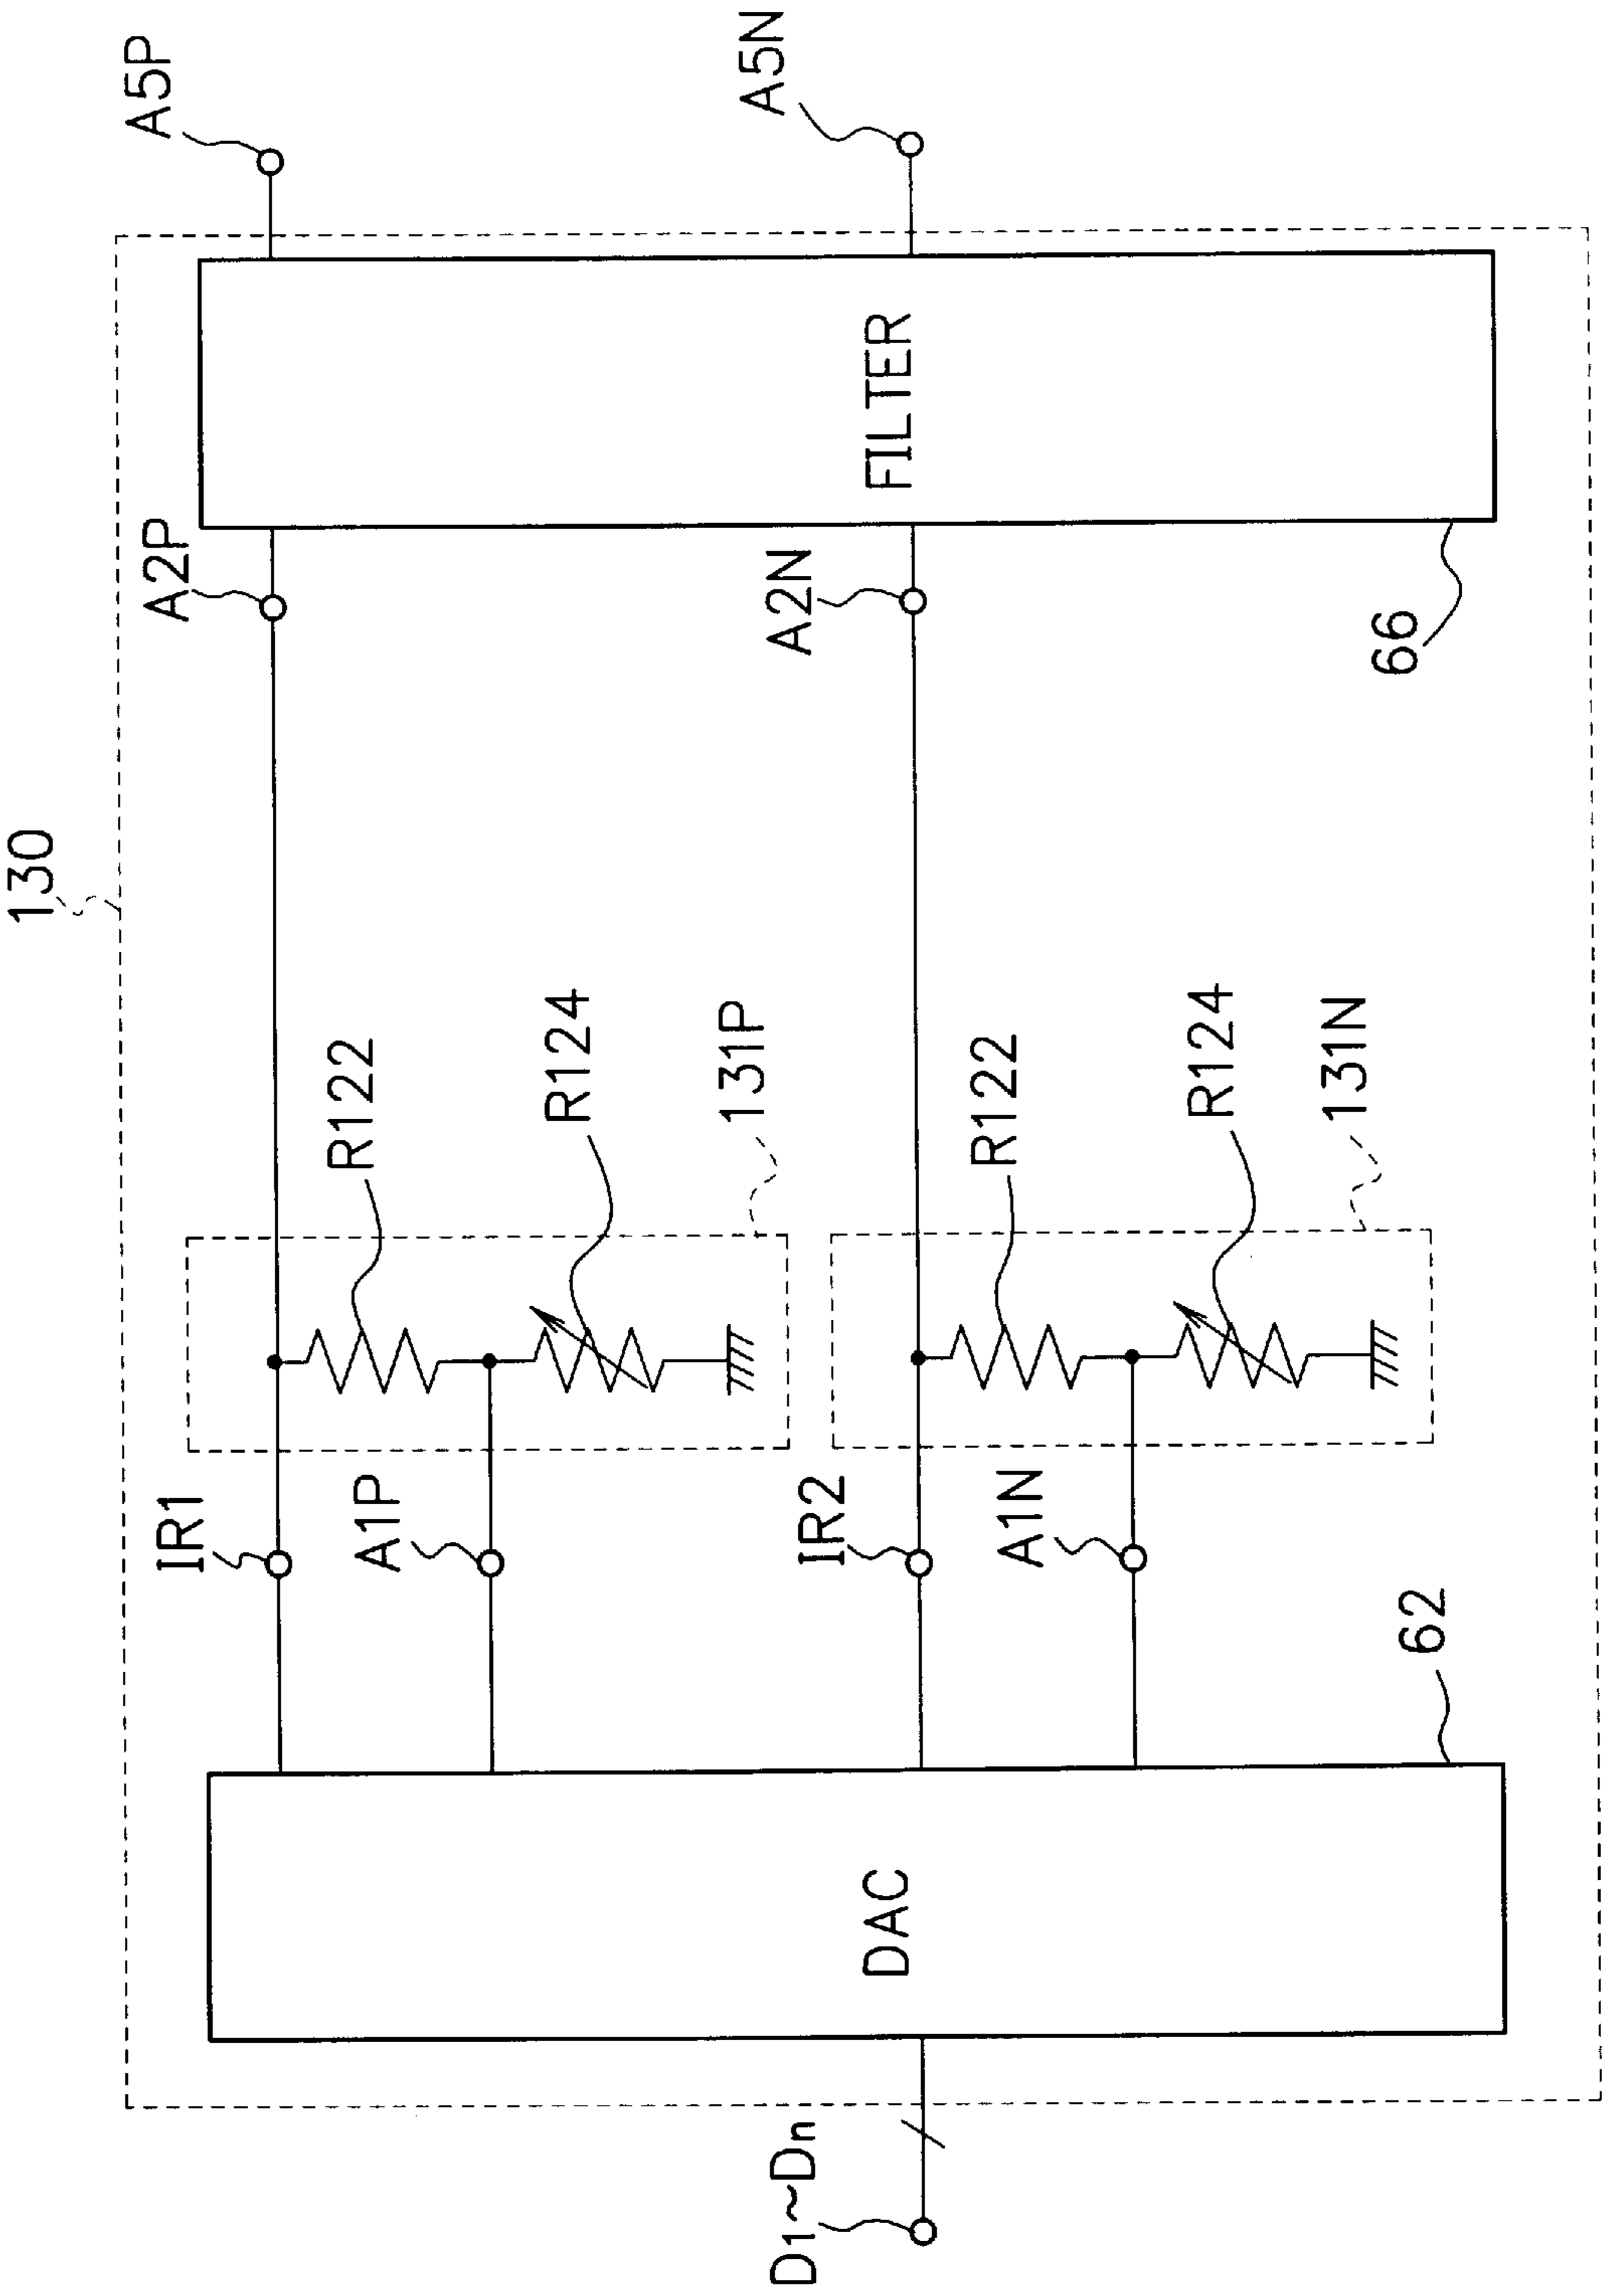 130
A5P
A2P
IR1
R122
A1P
R124
131P
A5N
FILTER
A2N
DAC
D1~Dn
IR2
R122
A1N
R124
131N
66
62